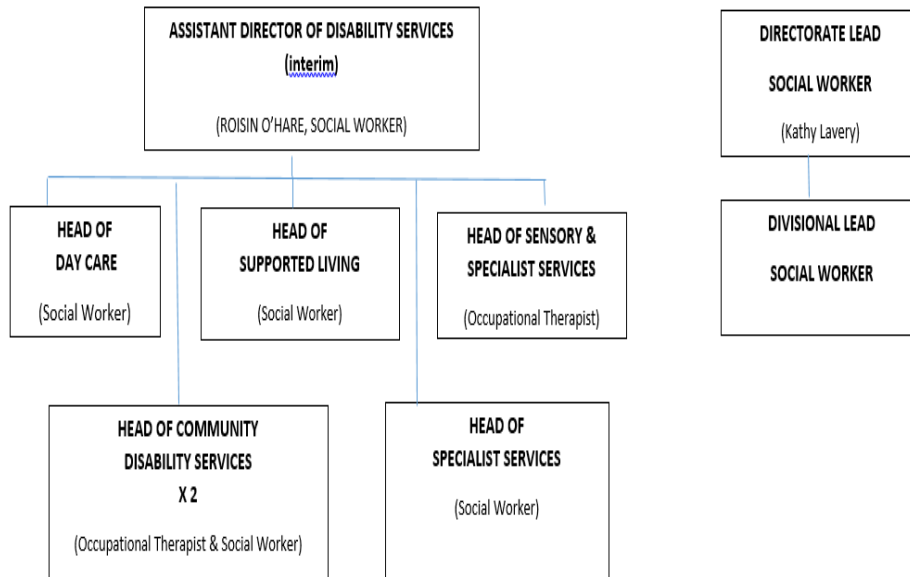 ASSISTANT DIRECTOR OF DISABILITY SERVICES
(interim)
(ROISIN O'HARE, SOCIAL WORKER)
DIRECTORATE LEAD
SOCIAL WORKER
(Kathy Lavery)
HEAD OF
DAY CARE
(Social Worker)
HEAD OF
SUPPORTED LIVING
(Social Worker)
HEAD OF SENSORY &
SPECIALIST SERVICES
(Occupational Therapist)
DIVISIONAL LEAD
SOCIAL WORKER
HEAD OF COMMUNITY
DISABILITY SERVICES
X 2
(Occupational Therapist & Social Worker)
HEAD OF
SPECIALIST SERVICES
(Social Worker)